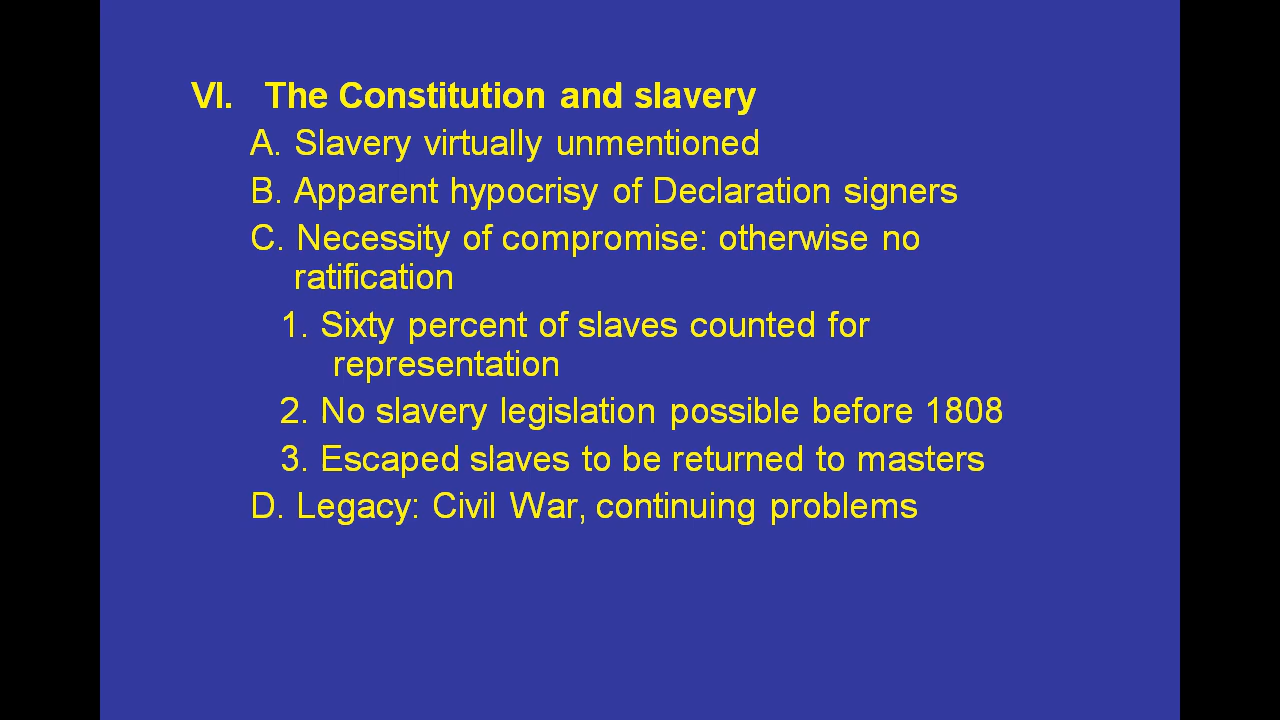 VI. The Constitution and slavery
A. Slavery virtually unmentioned
B. Apparent hypocrisy of Declaration signers
C. Necessity of compromise: otherwise no
ratification
1. Sixty percent of slaves counted for
representation
2. No slavery legislation possible before 1808
3. Escaped slaves to be returned to masters
D. Legacy: Civil War, continuing problems